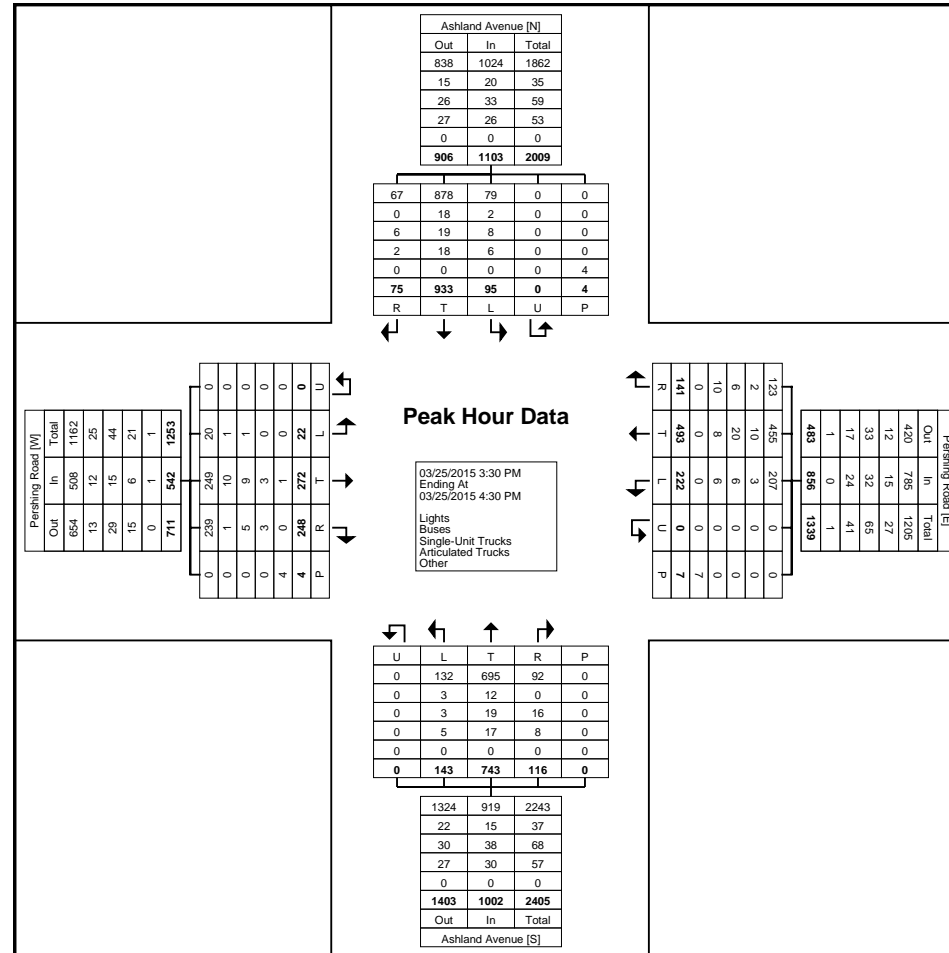 Ashland Avenue [N]
Out In Total
838 1024 1862
15 20 35
26 33 59
27 26 53
0 0 0
906 1103 2009
67 878 79 0 0
0 18 2 0 0
6 19 8 0 0
2 18 6 0 0
0 0 0 0 4
75 933 95 0 4
R T L U P
Pershing Road [W]
Total In Out
1162 508 654
25 12 13
44 15 29
21 6 15
1 1 0
1253 542 711
0 20 249 239 0
0 1 10 1 0
0 1 9 5 0
0 0 3 3 0
0 0 1 0 4
0 22 272 248 4
U L T R P
Peak Hour Data
03/25/2015 3:30 PM
Ending At
03/25/2015 4:30 PM
Lights
Buses
Single-Unit Trucks
Articulated Trucks
Other
Pershing Road [E]
Out In Total
420 785 1205
12 15 27
33 32 65
17 24 41
1 0 1
483 856 1339
123 455 207 0 0
2 10 3 0 0
6 20 6 0 0
10 8 6 0 0
0 0 0 0 7
141 493 222 0 7
R T L U P
U L T R P
0 132 695 92 0
0 3 12 0 0
0 3 19 16 0
0 5 17 8 0
0 0 0 0 0
0 143 743 116 0
1324 919 2243
22 15 37
30 38 68
27 30 57
0 0 0
1403 1002 2405
Out In Total
Ashland Avenue [S]